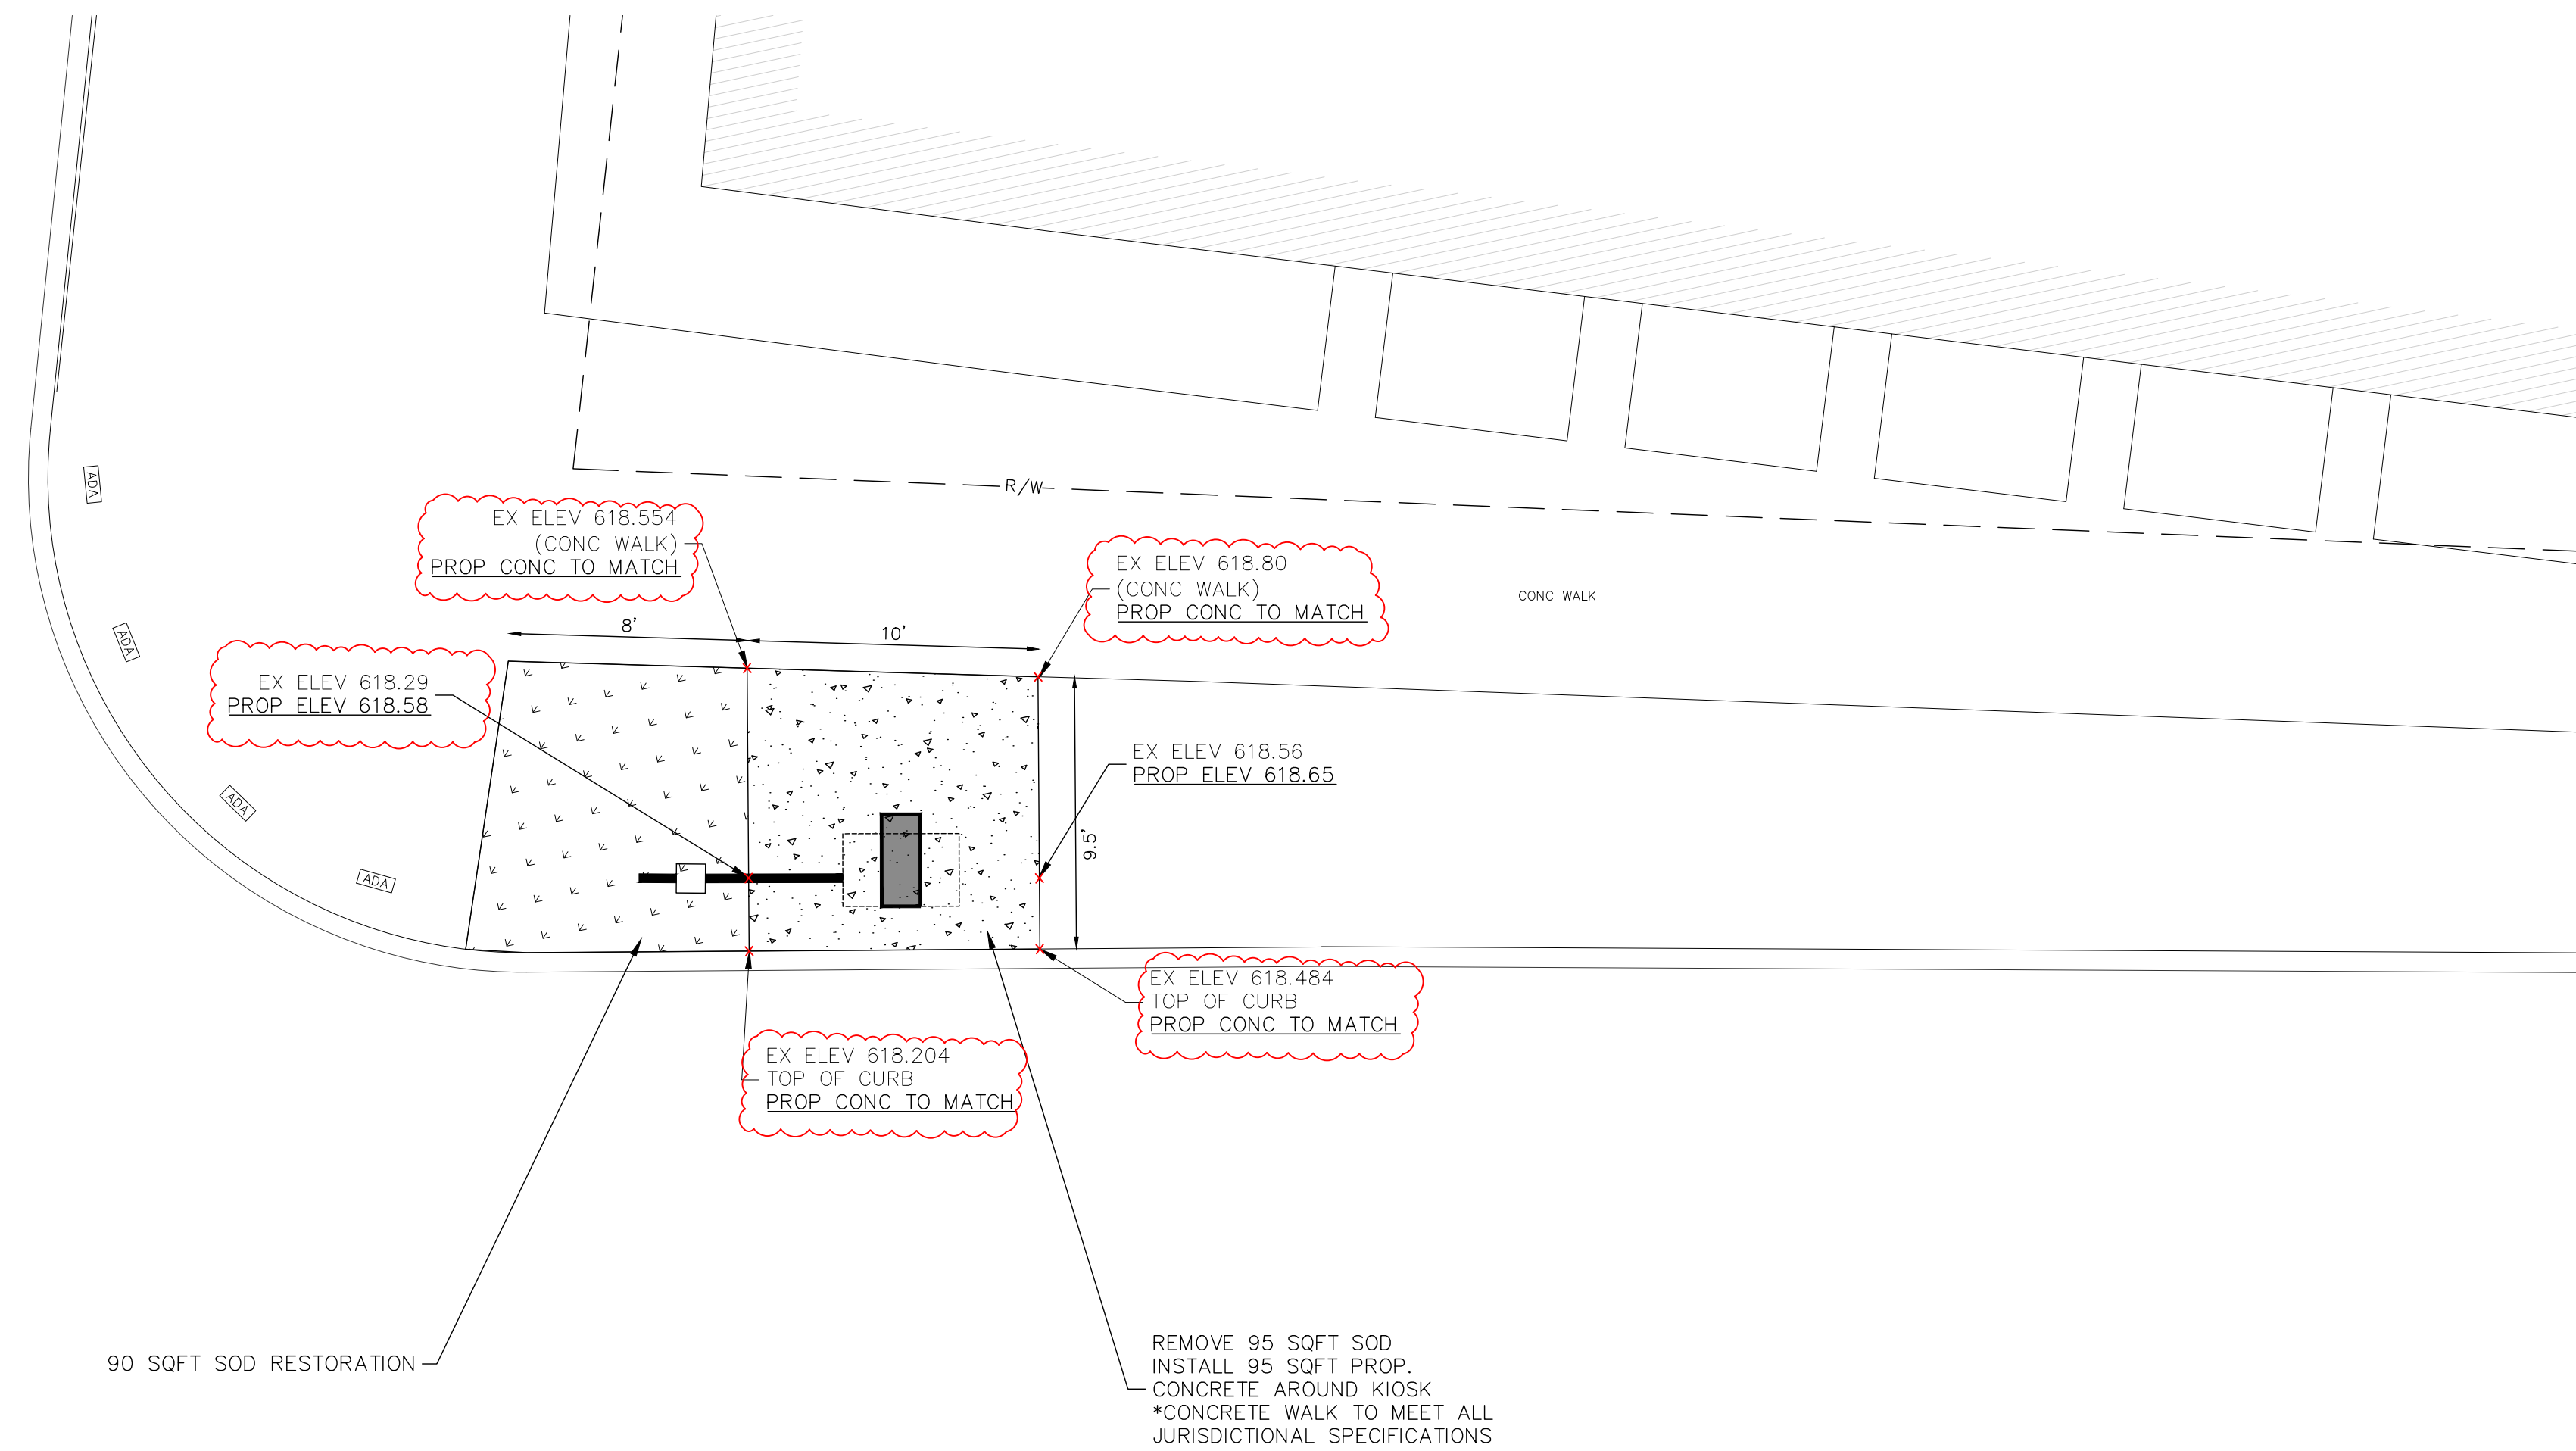 R/W
EX ELEV 618.554
(CONC WALK)
PROP CONC TO MATCH
EX ELEV 618.80
(CONC WALK)
PROP CONC TO MATCH
CONC WALK
8'
10'
ADA
ADA
ADA
ADA
EX ELEV 618.29
PROP ELEV 618.58
EX ELEV 618.56
PROP ELEV 618.65
9.5'
EX ELEV 618.484
TOP OF CURB
PROP CONC TO MATCH
EX ELEV 618.204
TOP OF CURB
PROP CONC TO MATCH
90 SQFT SOD RESTORATION
REMOVE 95 SQFT SOD
INSTALL 95 SQFT PROP.
CONCRETE AROUND KIOSK
*CONCRETE WALK TO MEET ALL
JURISDICTIONAL SPECIFICATIONS